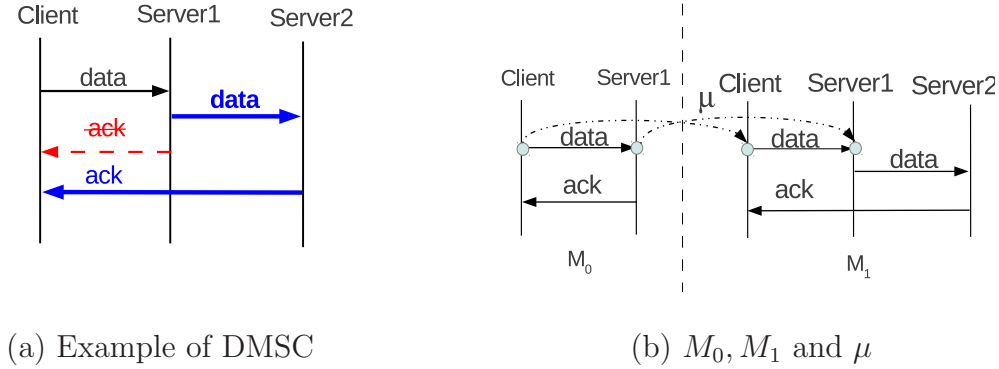 Client Server1 Server2
data
data
ack
ack
(a) Example of DMSC
μ
Client Server1 Client Server1 Server2
data data
data
ack ack
M0 M1
(b) M0, M1 and μ